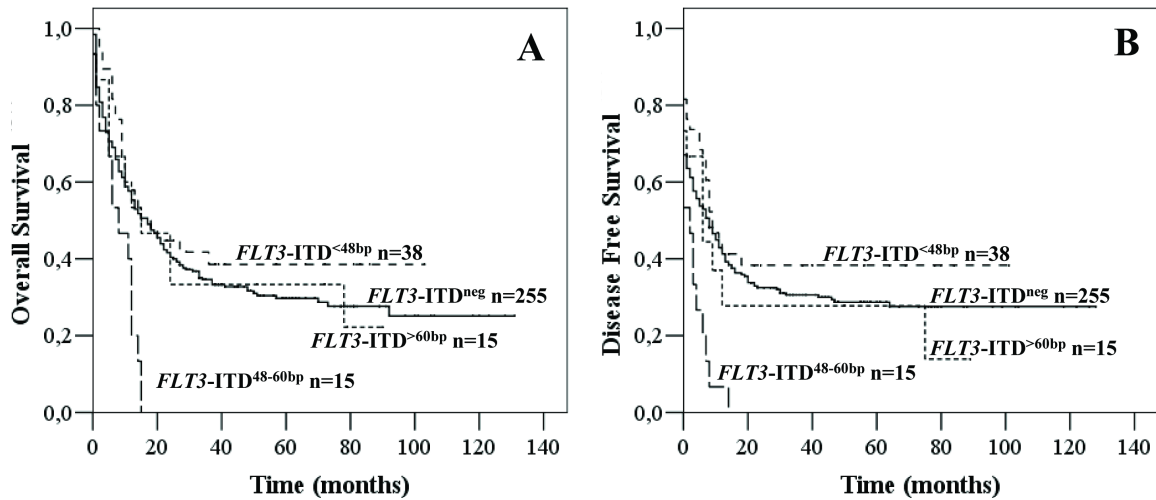 A
Overall Survival
1,0
0,8
0,6
0,4
0,2
0,0
FLT3-ITD<48bp n=38
FLT3-ITDneg n=255
FLT3-ITD>60bp n=15
FLT3-ITD48-60bp n=15
0 20 40 60 80 100 120 140
Time (months)
B
Disease Free Survival
1,0
0,8
0,6
0,4
0,2
0,0
FLT3-ITD<48bp n=38
FLT3-ITDneg n=255
FLT3-ITD>60bp n=15
FLT3-ITD48-60bp n=15
0 20 40 60 80 100 120 140
Time (months)